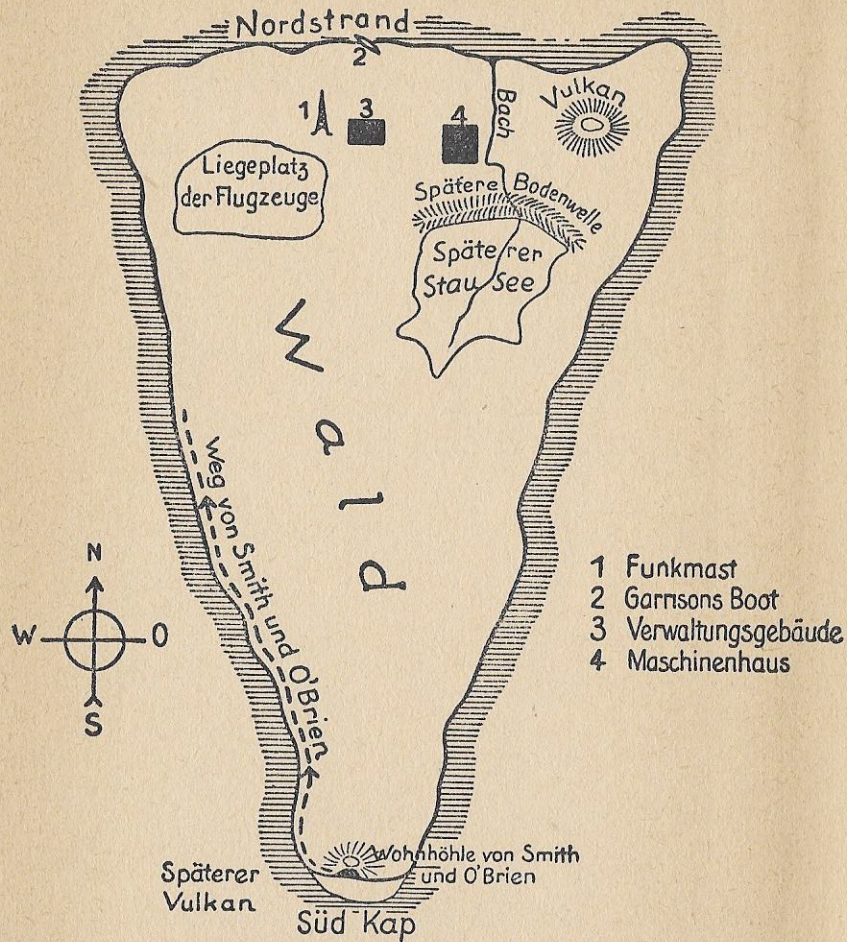 Nordstrand
2
1
3
4
Bach
Vulkan
Liegeplatz
der Flugzeuge
Spätere Bodenwelle
Späterer
Stau See
Wald
Weg von Smith und O'Brien
N
W O
S
1 Funkmast
2 Garnisons Boot
3 Verwaltungsgebäude
4 Maschinenhaus
Wohnhöhle von Smith
und O'Brien
Späterer
Vulkan
Süd Kap